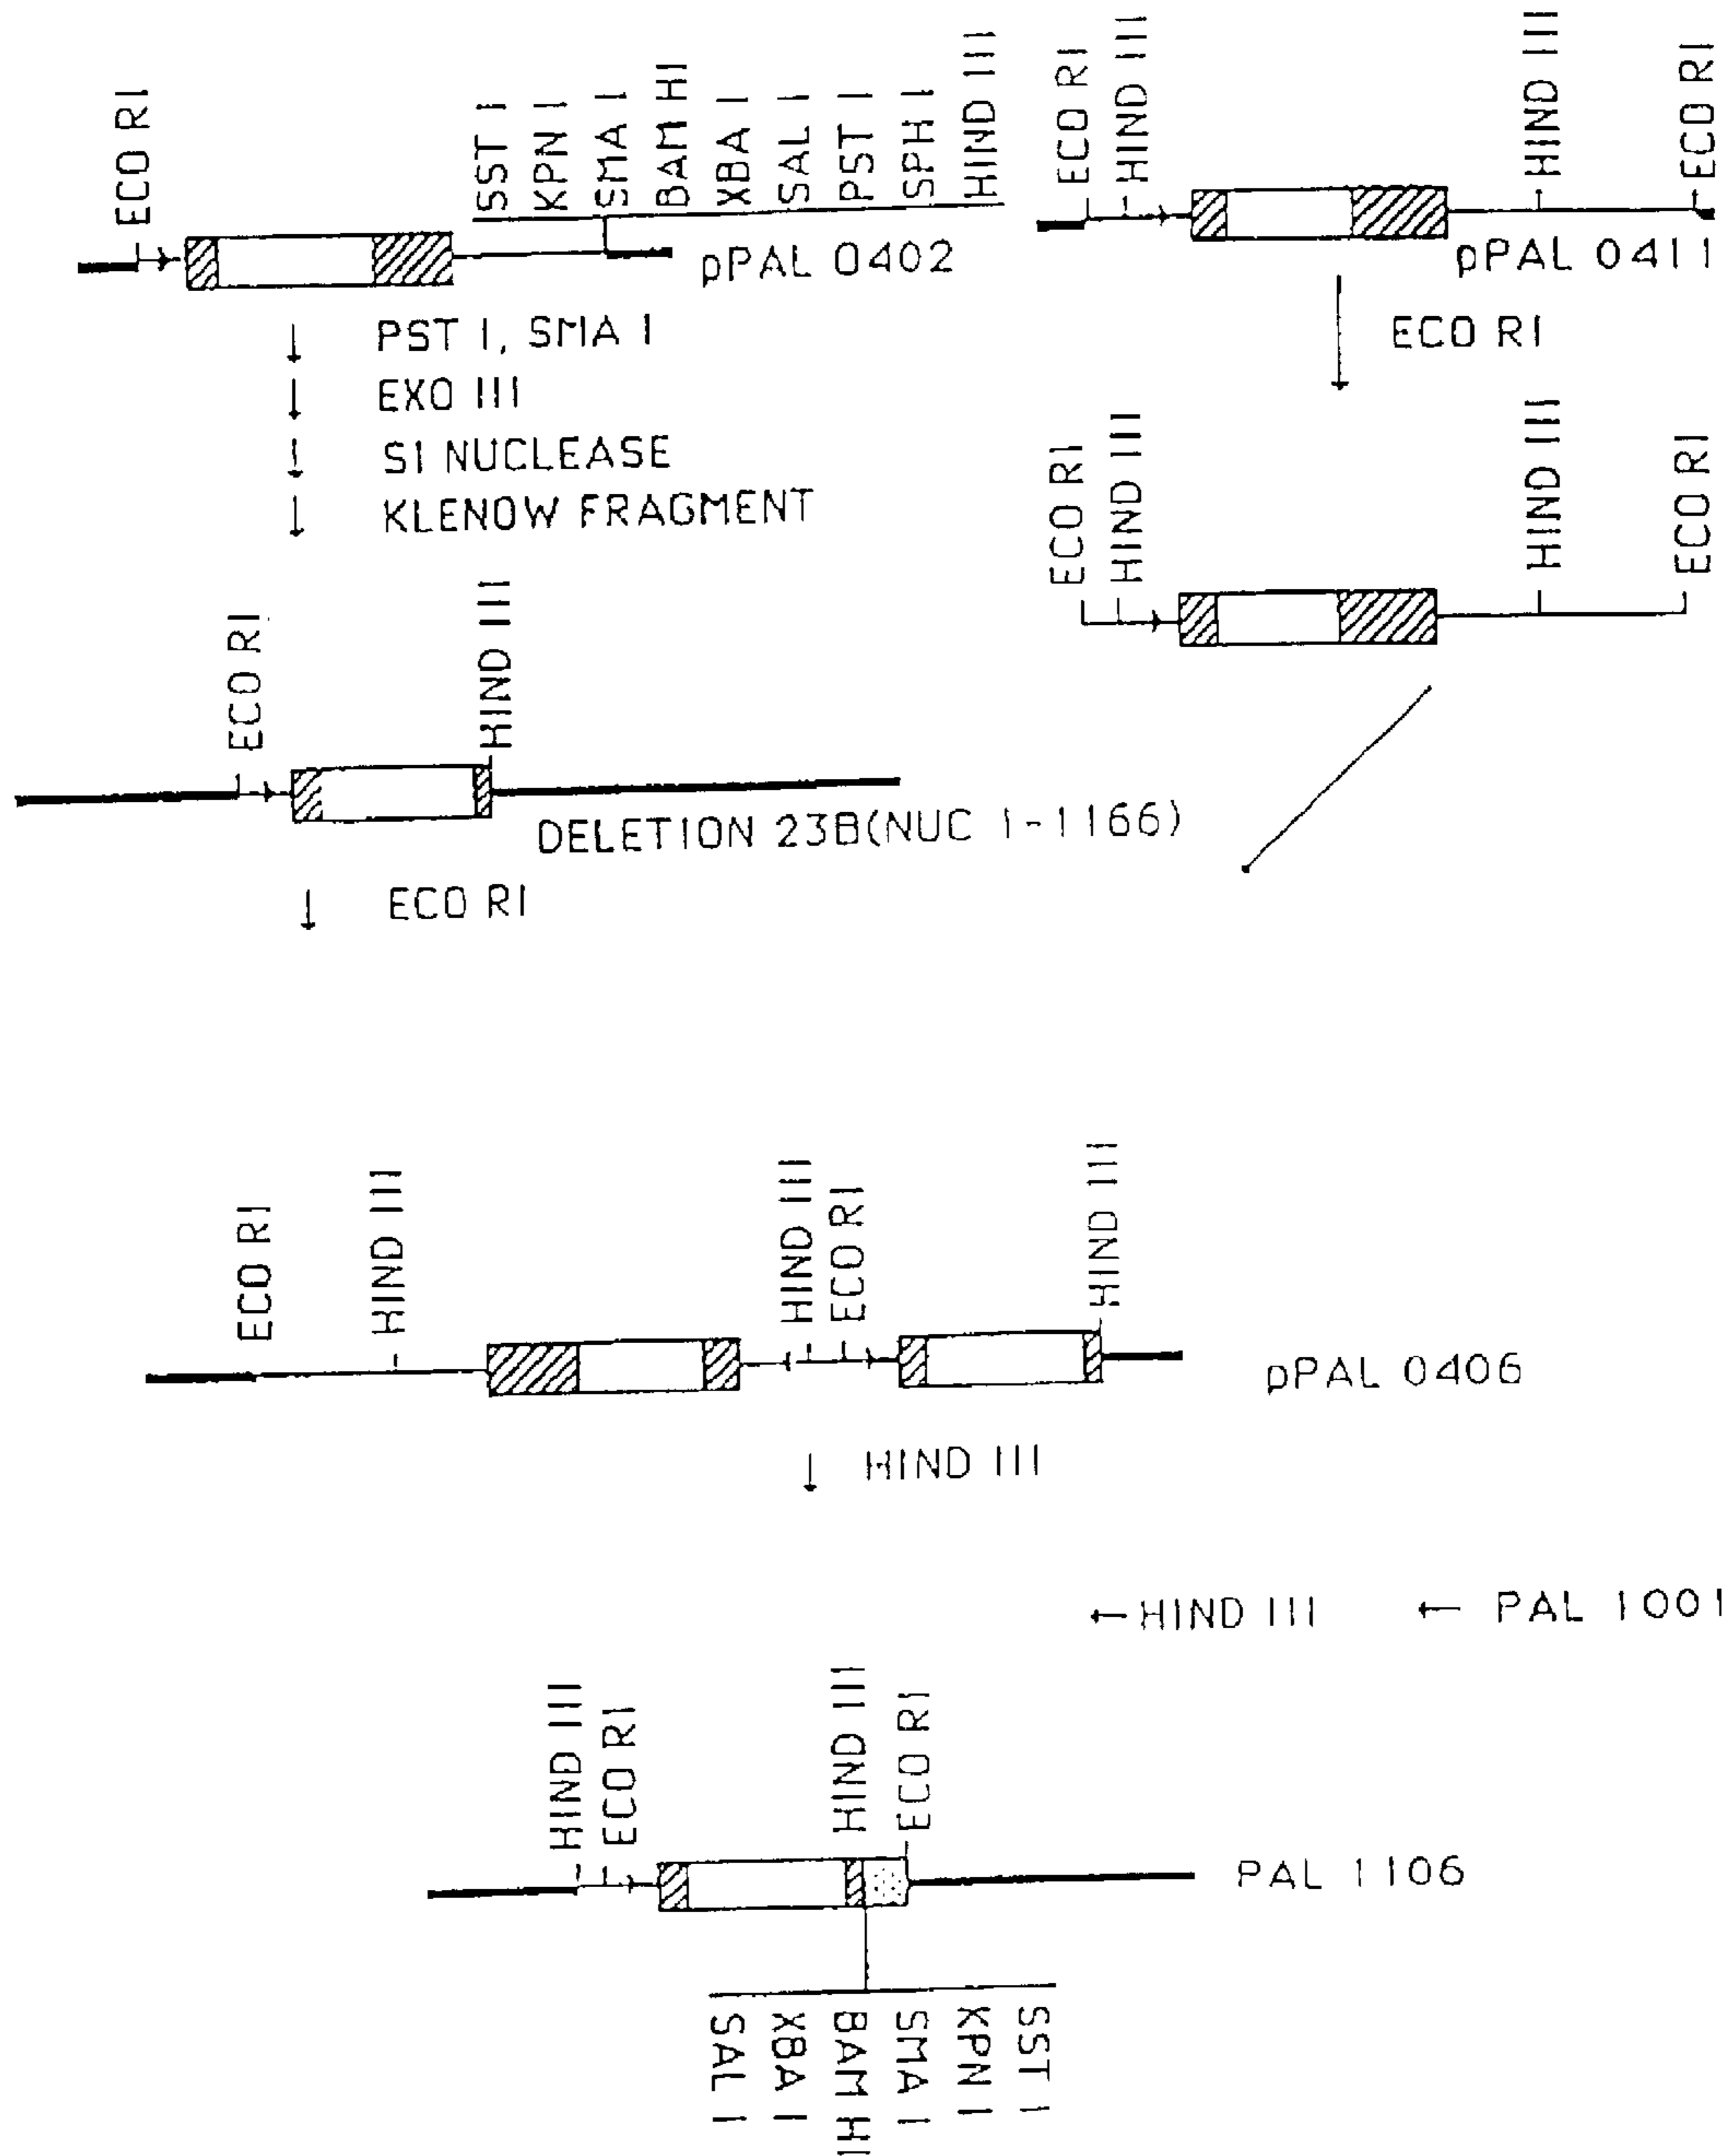 ECO RI
SST I
KPN I
SMA I
BAM HI
XBA I
SAL I
PST I
SPH I
HIND III
pPAL 0402
ECO RI
HIND III
HIND III
ECO RI
pPAL 0411
PST I, SMA I
EXO III
S1 NUCLEASE
KLENOW FRAGMENT
ECO RI
ECO RI
HIND III
HIND III
ECO RI
ECO RI
HIND III
DELETION 23B(NUC 1-1166)
ECO RI
ECO RI
HIND III
HIND III
ECO RI
HIND III
pPAL 0406
HIND III
HIND III
PAL 1001
HIND III
ECO RI
HIND III
ECO RI
PAL 1106
SAL I
XBA I
BAM HI
SMA I
KPN I
SST I